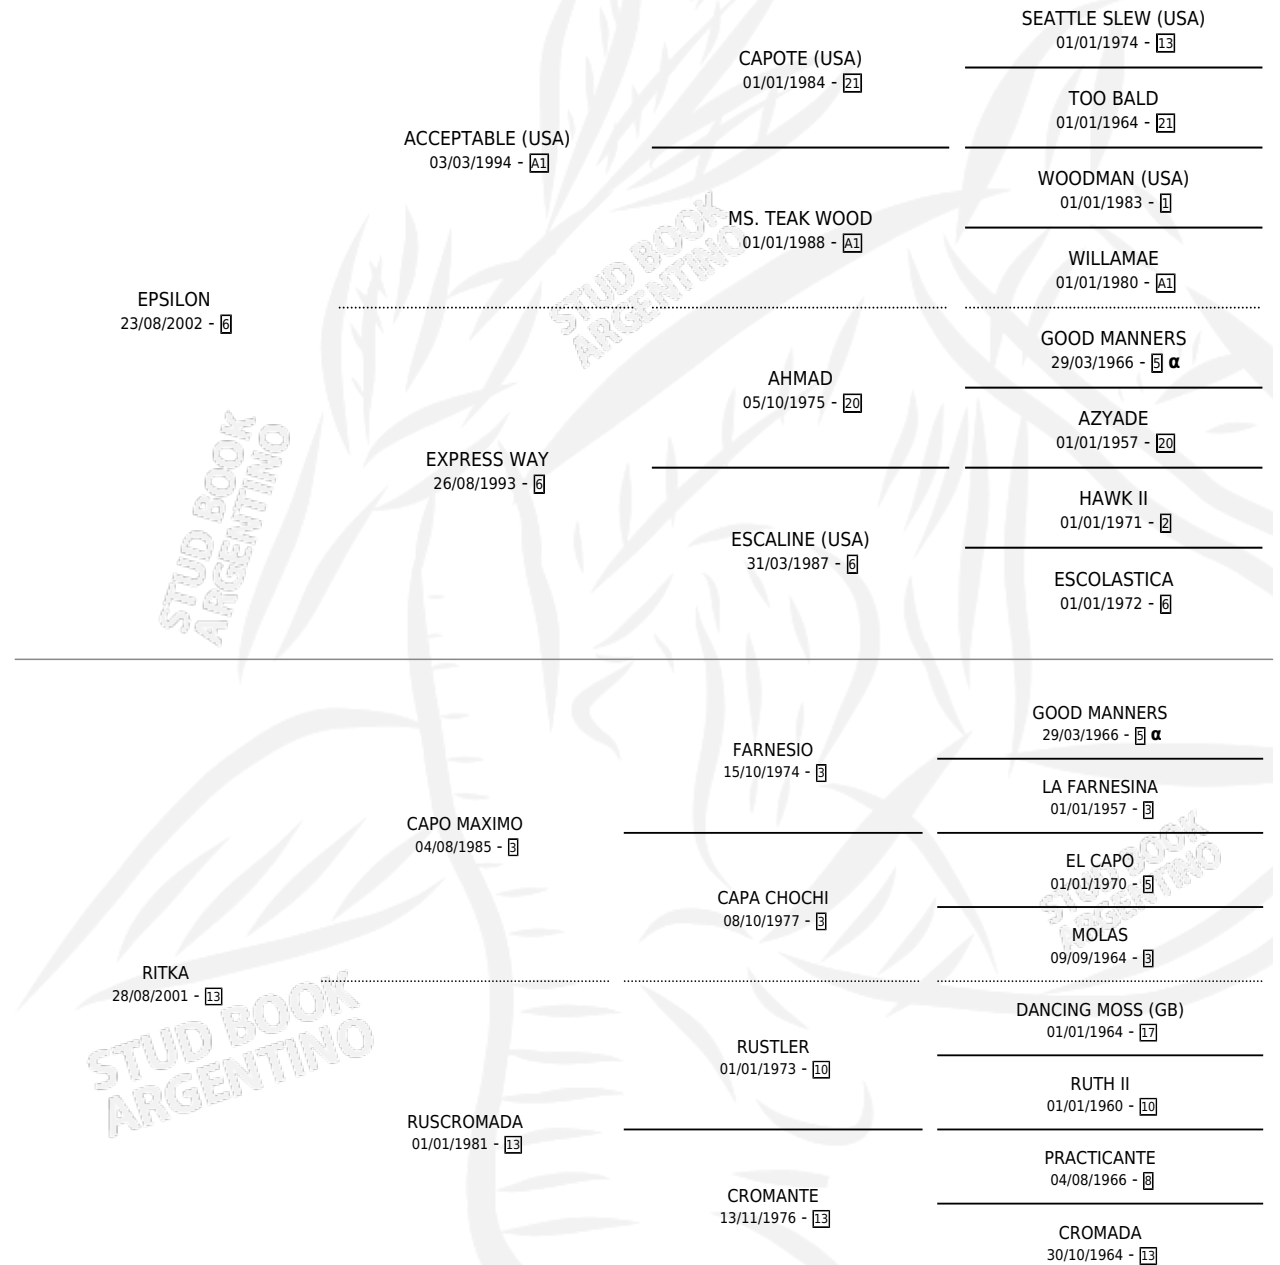 SEATTLE SLEW (USA)
01/01/1974 - 13
CAPOTE (USA)
01/01/1984 - 21
TOO BALD
01/01/1964 - 21
ACCEPTABLE (USA)
03/03/1994 - A1
WOODMAN (USA)
01/01/1983 - 1
MS. TEAK WOOD
01/01/1988 - A1
WILLAMAE
01/01/1980 - A1
EPSILON
23/08/2002 - 6
GOOD MANNERS
29/03/1966 - 5 α
AHMAD
05/10/1975 - 20
AZYADE
01/01/1957 - 20
EXPRESS WAY
26/08/1993 - 6
HAWK II
01/01/1971 - 2
ESCALINE (USA)
31/03/1987 - 6
ESCOLASTICA
01/01/1972 - 6
GOOD MANNERS
29/03/1966 - 5 α
FARNESIO
15/10/1974 - 3
LA FARNESINA
01/01/1957 - 3
CAPO MAXIMO
04/08/1985 - 3
EL CAPO
01/01/1970 - 5
CAPA CHOCHI
08/10/1977 - 3
MOLAS
09/09/1964 - 3
RITKA
28/08/2001 - 13
DANCING MOSS (GB)
01/01/1964 - 17
RUSTLER
01/01/1973 - 10
RUTH II
01/01/1960 - 10
RUSCROMADA
01/01/1981 - 13
PRACTICANTE
04/08/1966 - 8
CROMANTE
13/11/1976 - 13
CROMADA
30/10/1964 - 13
STUD BOOK
ARGENTINO
STUD BOOK
ARGENTINO
STUD BOOK
ARGENTINO
STUD BOOK
ARGENTINO